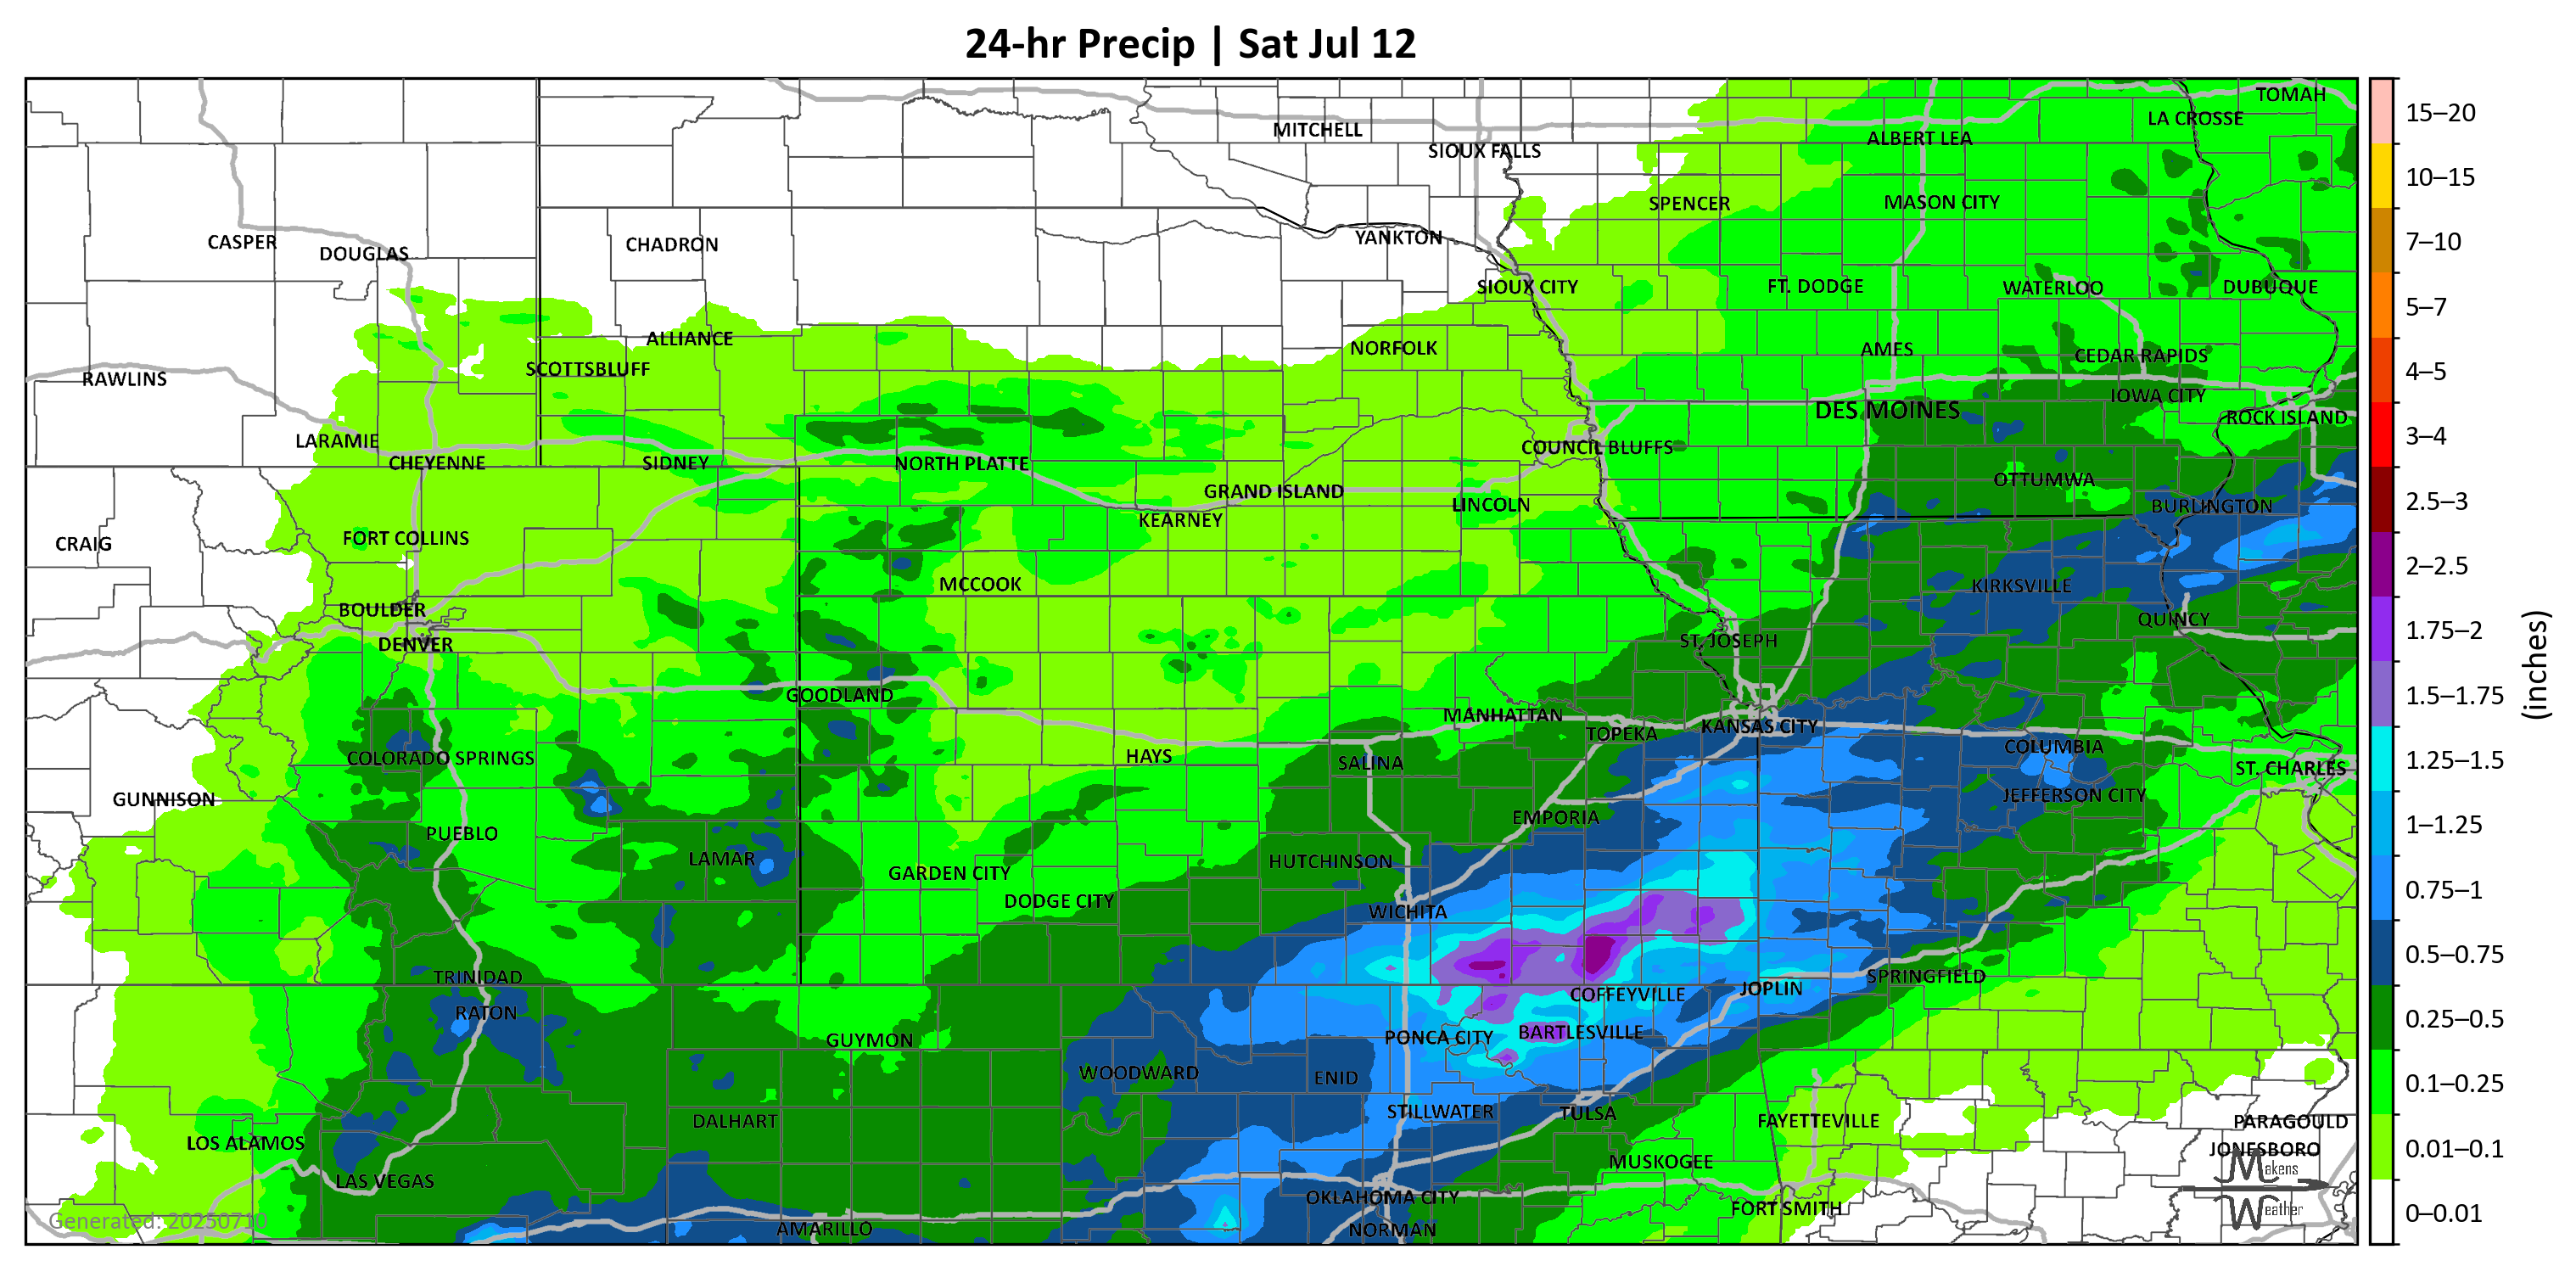 24-hr Precip | Sat Jul 12
TOMAH
LA CROSSE
MITCHELL
ALBERT LEA
SIOUX FALLS
SPENCER
MASON CITY
YANKTON
CASPER
CHADRON
DOUGLAS
SIOUX CITY
FT. DODGE
WATERLOO
DUBUQUE
ALLIANCE
NORFOLK
AMES
CEDAR RAPIDS
SCOTTSBLUFF
RAWLINS
IOWA CITY
DES MOINES
ROCK ISLAND
LARAMIE
COUNCIL BLUFFS
CHEYENNE
SIDNEY
NORTH PLATTE
OTTUMWA
GRAND ISLAND
LINCOLN
BURLINGTON
KEARNEY
FORT COLLINS
CRAIG
MCCOOK
KIRKSVILLE
BOULDER
QUINCY
DENVER
ST. JOSEPH
GOODLAND
MANHATTAN
KANSAS CITY
TOPEKA
COLUMBIA
COLORADO SPRINGS
HAYS
SALINA
ST. CHARLES
GUNNISON
JEFFERSON CITY
EMPORIA
PUEBLO
LAMAR
HUTCHINSON
GARDEN CITY
DODGE CITY
WICHITA
TRINIDAD
SPRINGFIELD
JOPLIN
COFFEYVILLE
RATON
BARTLESVILLE
GUYMON
PONCA CITY
WOODWARD
ENID
STILLWATER
TULSA
DALHART
FAYETTEVILLE
PARAGOULD
LOS ALAMOS
JONESBORO
MUSKOGEE
LAS VEGAS
OKLAHOMA CITY
FORT SMITH
AMARILLO
NORMAN
Generated: 20250710
Makens
Weather
15–20
10–15
7–10
5–7
4–5
3–4
2.5–3
2–2.5
1.75–2
1.5–1.75
1.25–1.5
1–1.25
0.75–1
0.5–0.75
0.25–0.5
0.1–0.25
0.01–0.1
0–0.01
(inches)